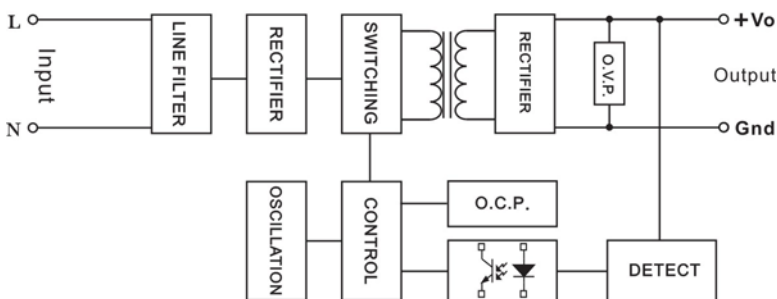 L
N
Input
LINE FILTER
RECTIFIER
SWITCHING
RECTIFIER
O.V.P.
+Vo
Output
Gnd
OSCILLATION
CONTROL
O.C.P.
DETECT